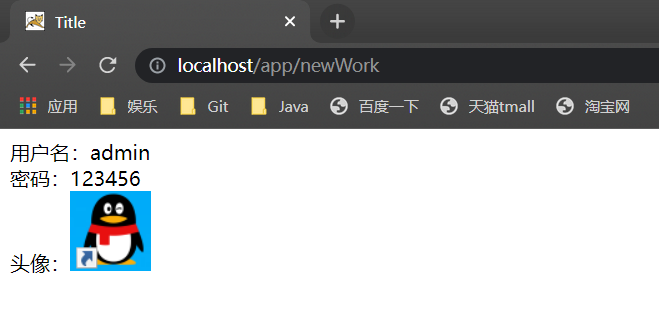 Title
localhost/app/newWork
应用 娱乐 Git Java 百度一下 天猫tmall 淘宝网
用户名：admin
密码：123456
头像：